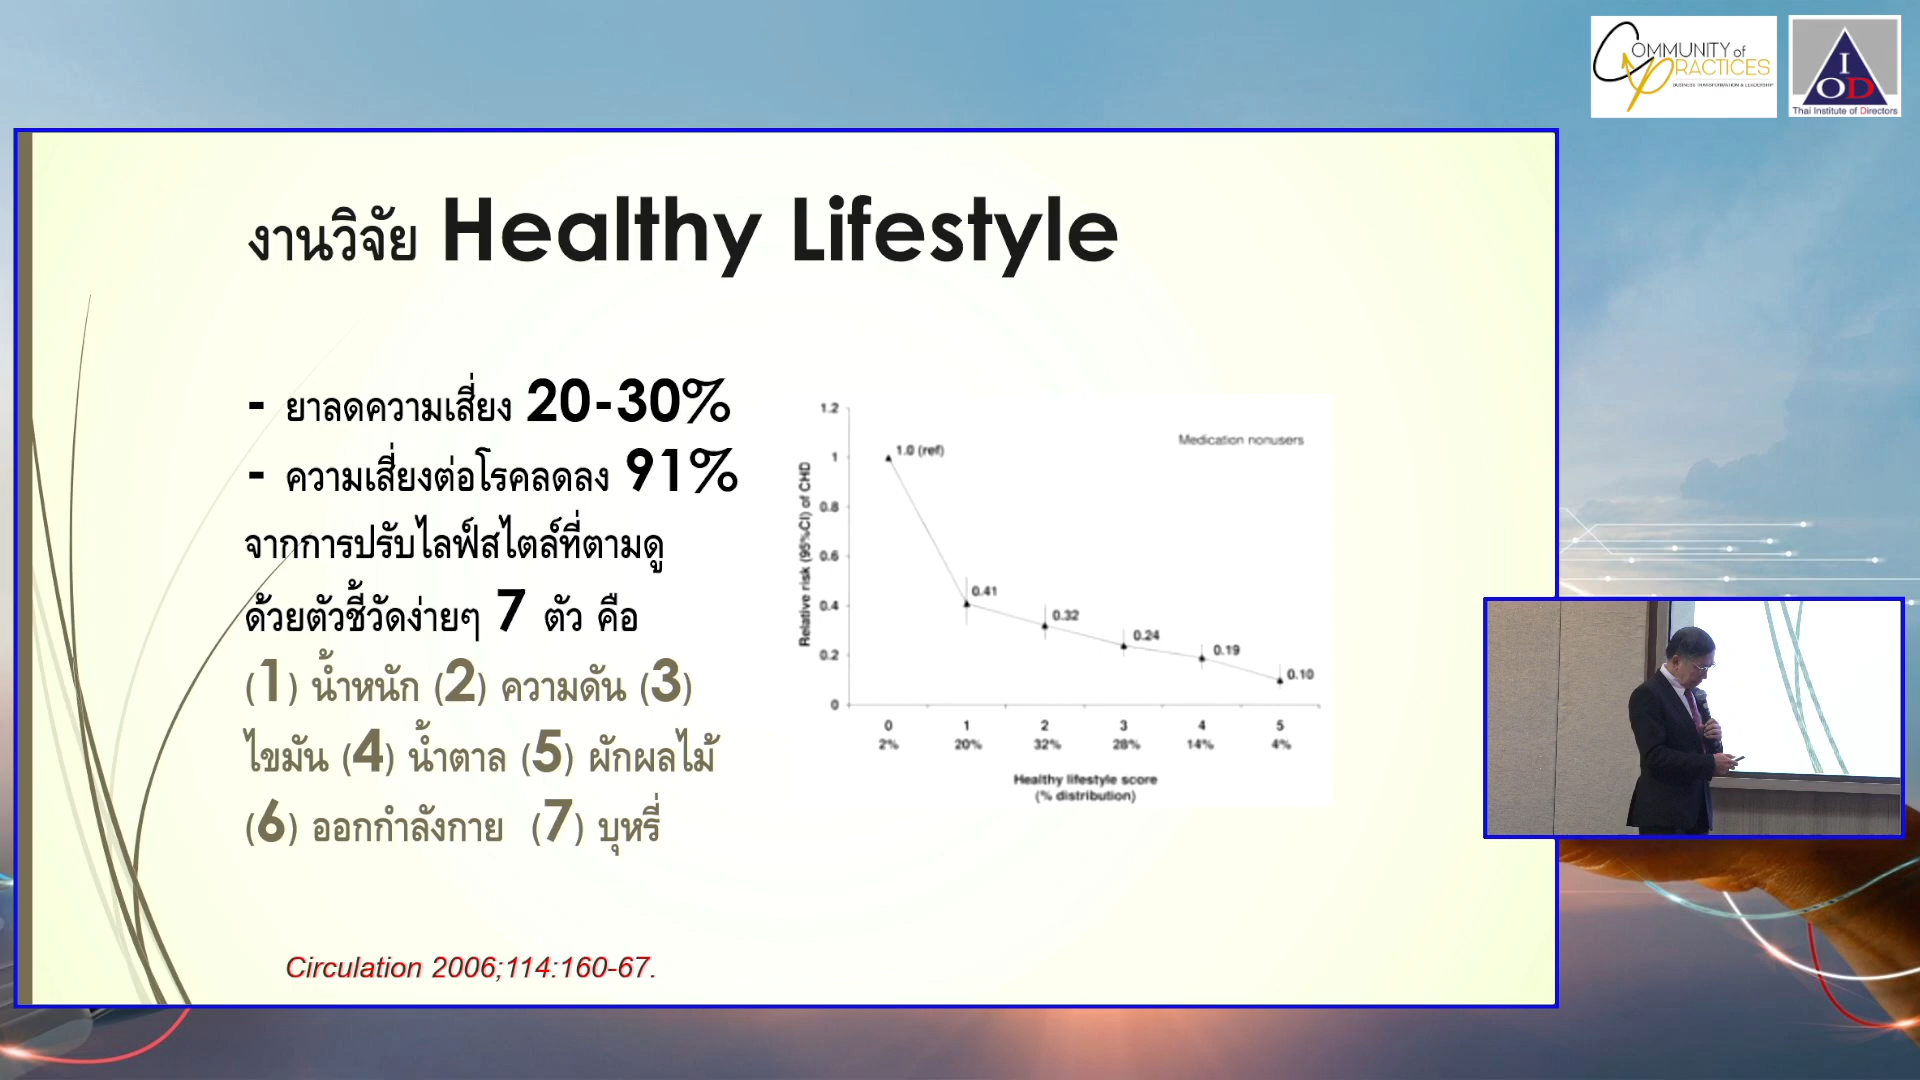 COMMUNITY of
PRACTICES
BUSINESS TRANSFORMATION & LEADERSHIP
I
OD
Thai Institute of Directors
งานวิจัย Healthy Lifestyle
- ยาลดความเสี่ยง 20-30%
- ความเสี่ยงต่อโรคลดลง 91%
จากการปรับไลฟ์สไตล์ที่ตามดู
ด้วยตัวชี้วัดง่ายๆ 7 ตัว คือ
(1) น้ำหนัก (2) ความดัน (3)
ไขมัน (4) น้ำตาล (5) ผักผลไม้
(6) ออกกำลังกาย (7) บุหรี่
Circulation 2006;114:160-67.
Medication nonusers
Relative risk (95%CI) of CHD
1.2
1
0.8
0.6
0.4
0.2
0
1.0 (ref)
0.41
0.32
0.24
0.19
0.10
0 1 2 3 4 5
2% 20% 32% 28% 14% 4%
Healthy lifestyle score
(% distribution)